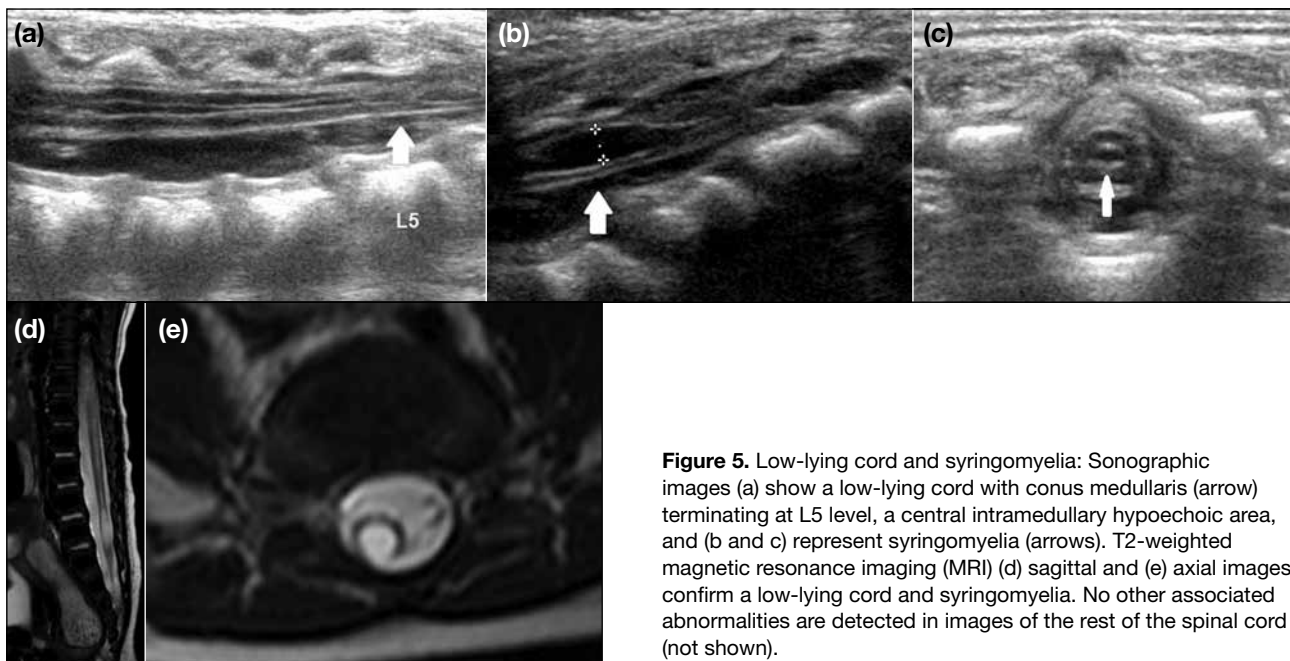 (a)
(b)
(c)
L5
(d)
(e)
Figure 5. Low-lying cord and syringomyelia: Sonographic
images (a) show a low-lying cord with conus medullaris (arrow)
terminating at L5 level, a central intramedullary hypoechoic area,
and (b and c) represent syringomyelia (arrows). T2-weighted
magnetic resonance imaging (MRI) (d) sagittal and (e) axial images
confirm a low-lying cord and syringomyelia. No other associated
abnormalities are detected in images of the rest of the spinal cord
(not shown).